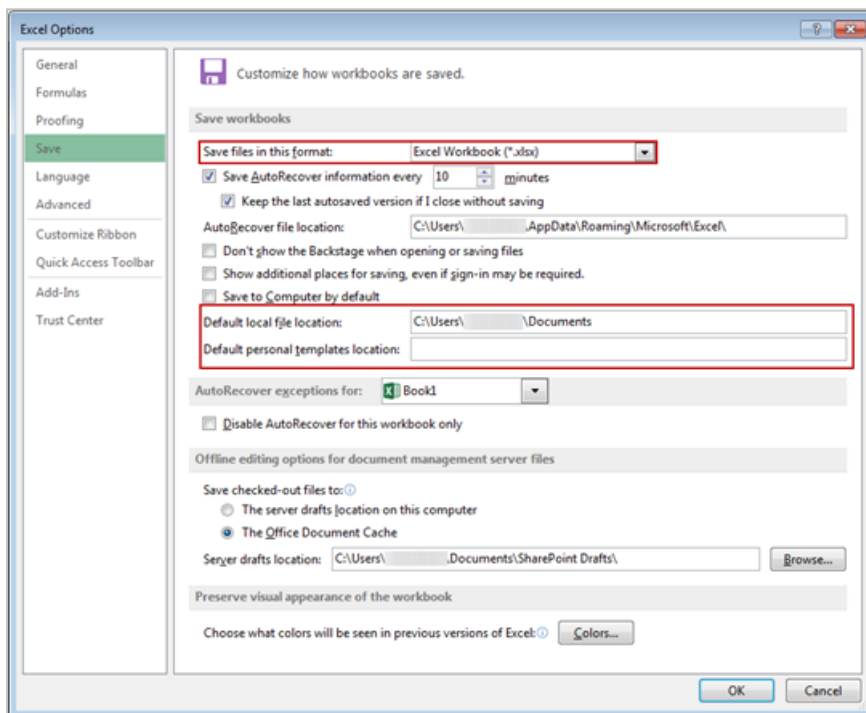 Excel Options
General
Formulas
Proofing
Save
Language
Advanced
Customize Ribbon
Quick Access Toolbar
Add-Ins
Trust Center
Customize how workbooks are saved.
Save workbooks
Save files in this format: Excel Workbook (*.xlsx)
Save AutoRecover information every 10 minutes
Keep the last autosaved version if I close without saving
AutoRecover file location: C:\Users\ .AppData\Roaming\Microsoft\Excel\
Don't show the Backstage when opening or saving files
Show additional places for saving, even if sign-in may be required.
Save to Computer by default
Default local file location: C:\Users\ \Documents
Default personal templates location:
AutoRecover exceptions for: Book1
Disable AutoRecover for this workbook only
Offline editing options for document management server files
Save checked-out files to:
The server drafts location on this computer
The Office Document Cache
Server drafts location: C:\Users\ .Documents\SharePoint Drafts\
Browse...
Preserve visual appearance of the workbook
Choose what colors will be seen in previous versions of Excel: Colors...
OK Cancel